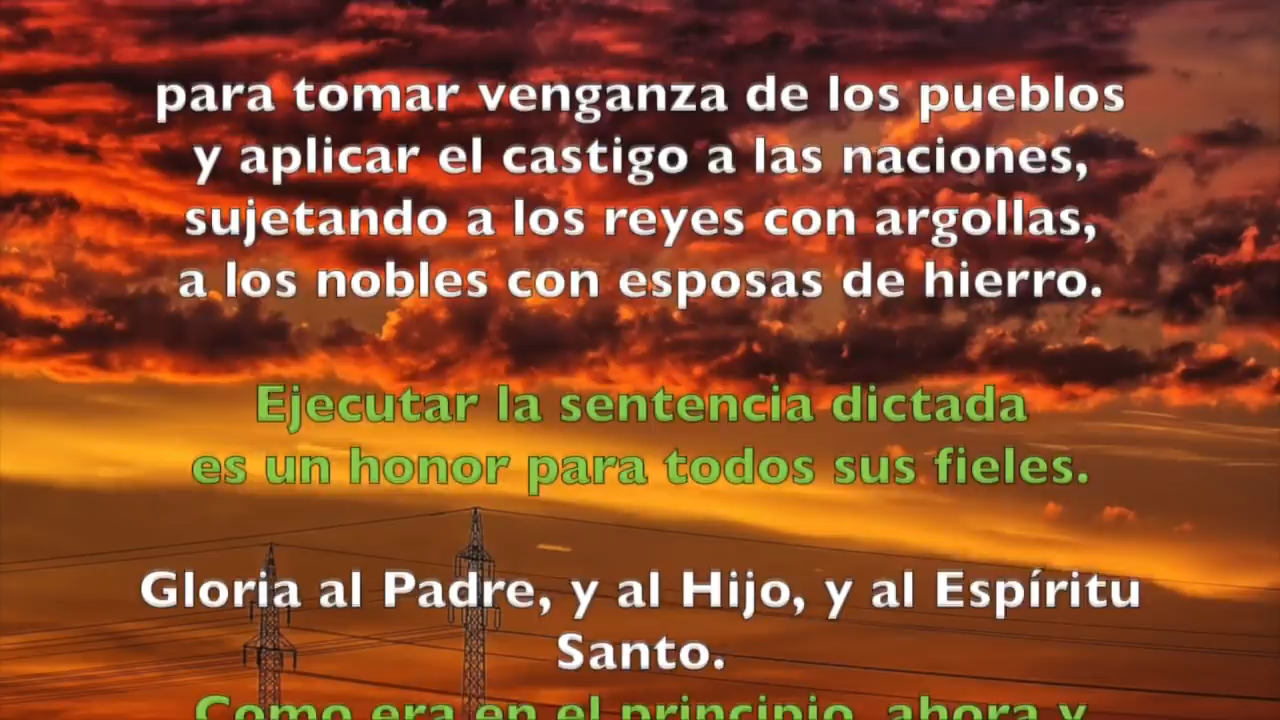 para tomar venganza de los pueblos
y aplicar el castigo a las naciones,
sujetando a los reyes con argollas,
a los nobles con esposas de hierro.
Ejecutar la sentencia dictada
es un honor para todos sus fieles.
Gloria al Padre, y al Hijo, y al Espíritu
Santo.
Como era en el principio, ahora y